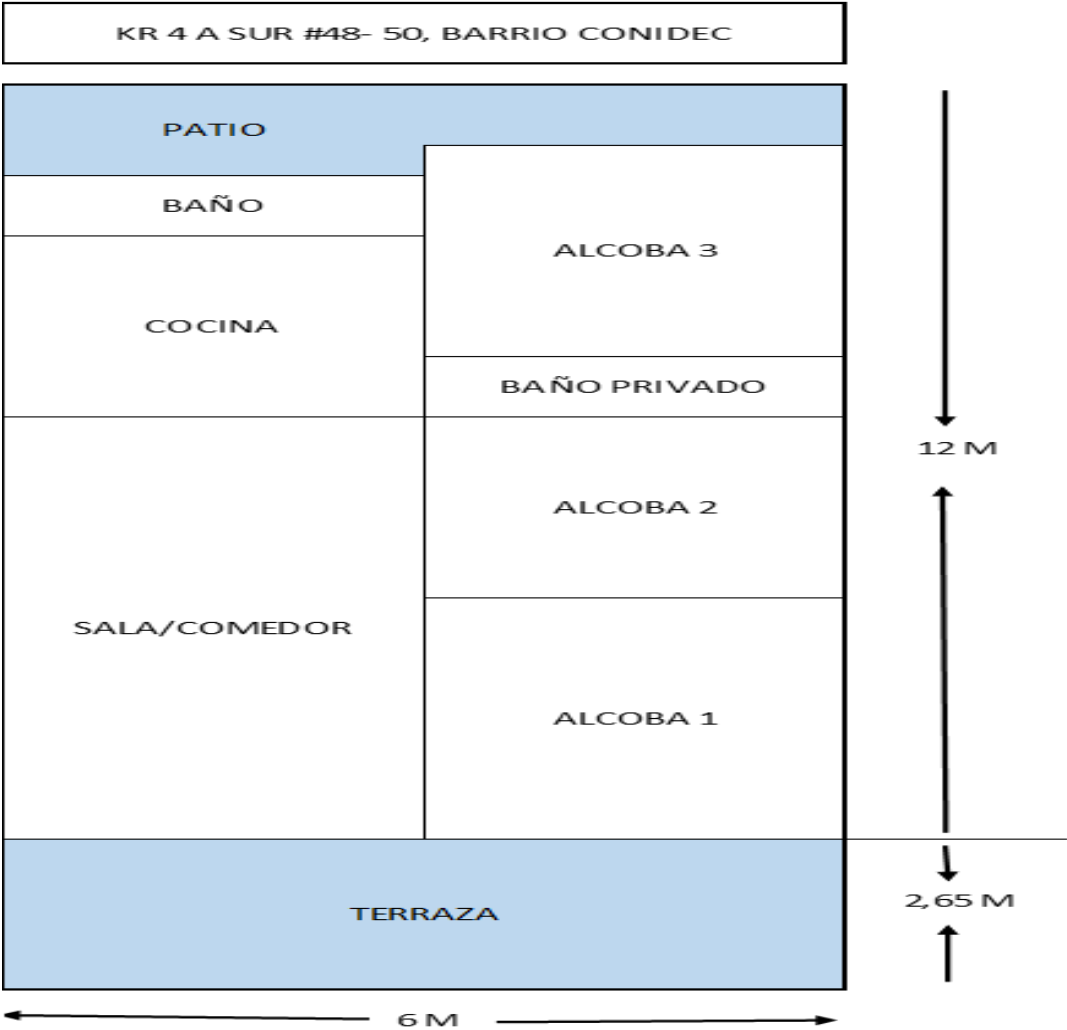 KR 4 A SUR #48- 50, BARRIO CONIDEC
PATIO
BAÑO
ALCOBA 3
COCINA
BAÑO PRIVADO
12 M
ALCOBA 2
SALA/COMEDOR
ALCOBA 1
2,65 M
TERRAZA
6 M